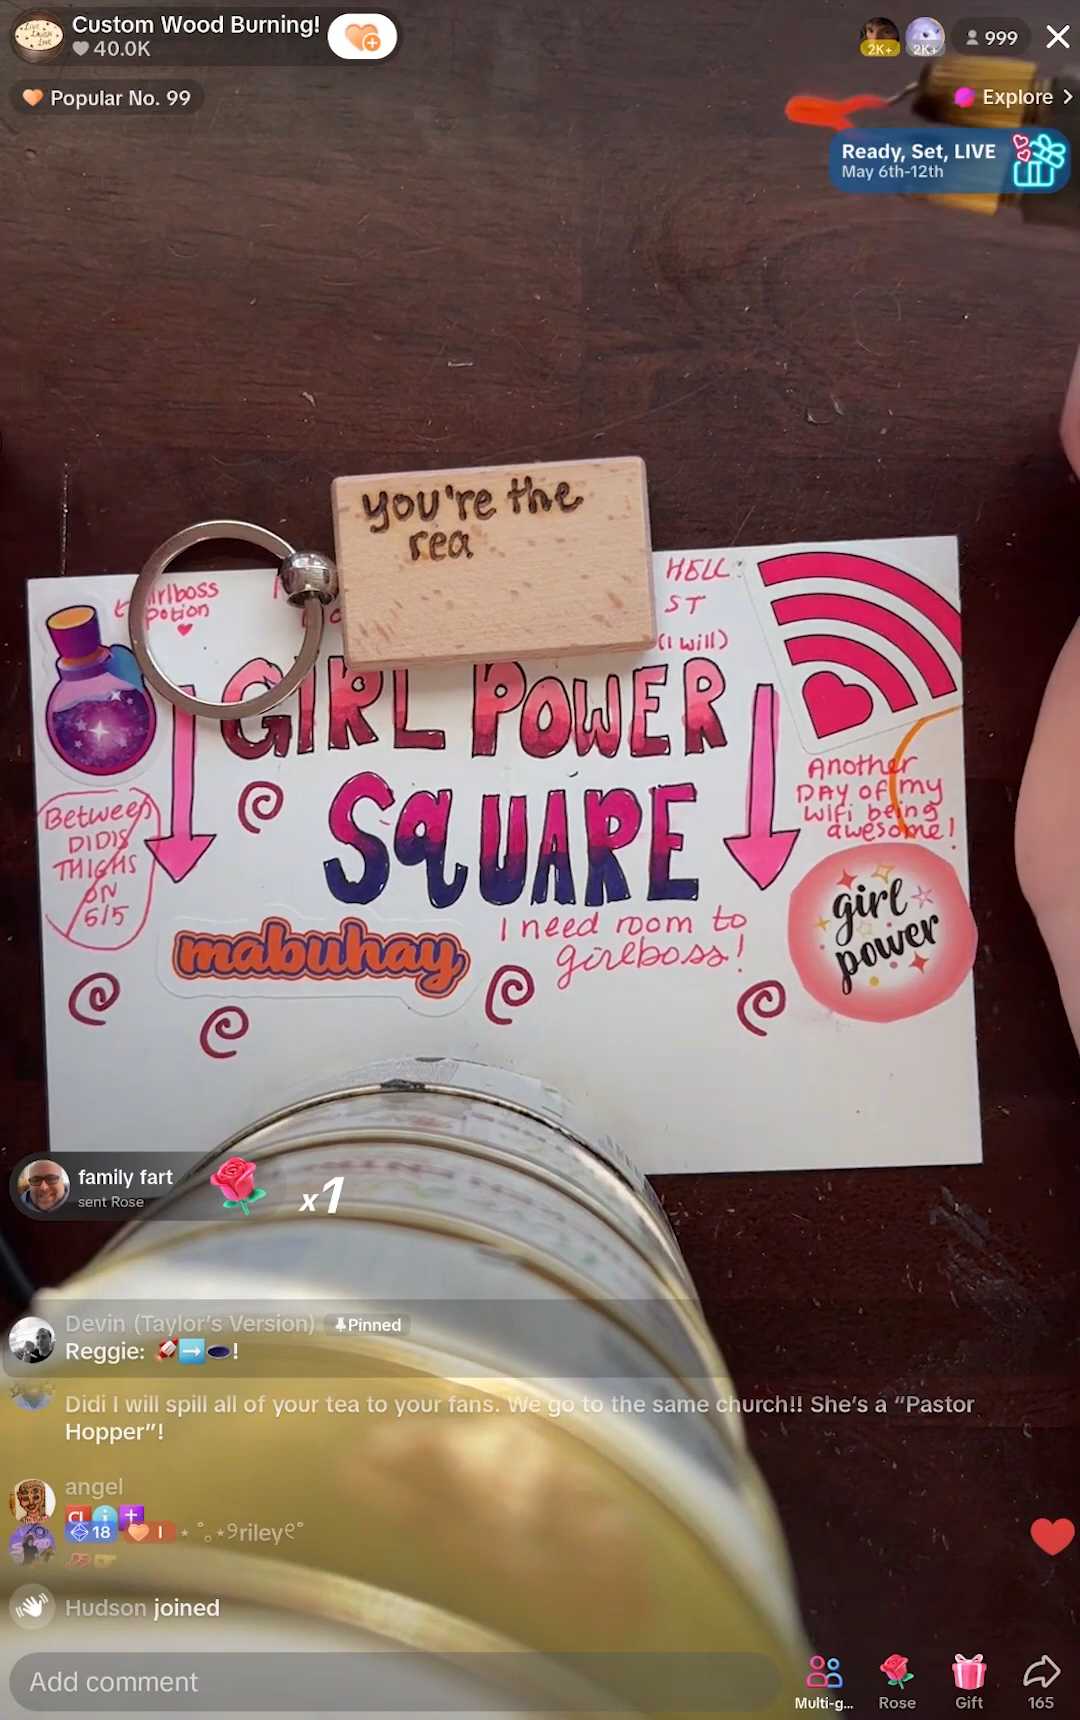 Custom Wood Burning!
40.0K
2K+
2K+
999
Popular No. 99
Explore >
Ready, Set, LIVE
May 6th-12th
you're the
rea
irlboss
potion
HELL
ST
(I will)
GIRL POWER
SqUARE
Between
DIDIS
THIGHS
ON
6/5
Another
DAY OF my
wifi being
awesome!
girl
power
mabuhay
I need room to
girlboss!
family fart
sent Rose
x1
Devin (Taylor's Version) Pinned
Reggie: 🚀➡️🕳️!
Didi I will spill all of your tea to your fans. We go to the same church!! She's a “Pastor
Hopper”!
angel
18 I ⋆˚｡⋆୨riley୧˚
Hudson joined
Add comment
Multi-g...
Rose
Gift
165